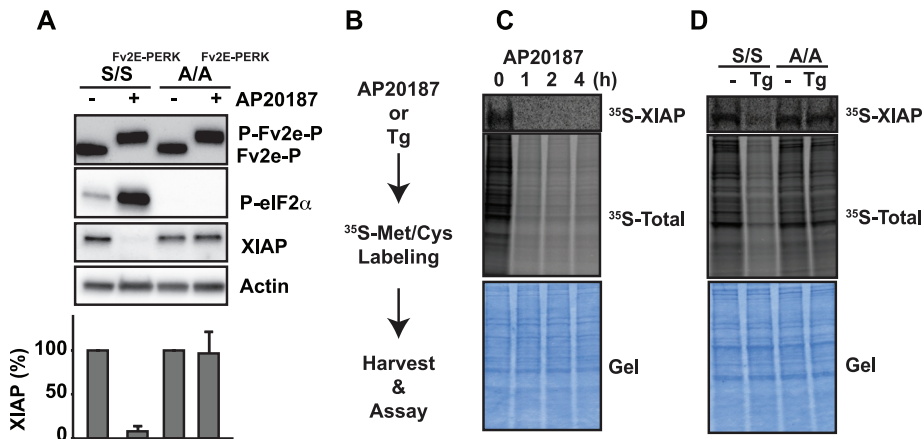 A
Fv2E-PERK Fv2E-PERK
S/S A/A
- + - + AP20187
P-Fv2e-P
Fv2e-P
P-eIF2α
XIAP
Actin
XIAP (%)
100
50
0
B
AP20187
or
Tg
³⁵S-Met/Cys
Labeling
Harvest
&
Assay
C
AP20187
0 1 2 4 (h)
³⁵S-XIAP
³⁵S-Total
Gel
D
S/S A/A
- Tg - Tg
³⁵S-XIAP
³⁵S-Total
Gel